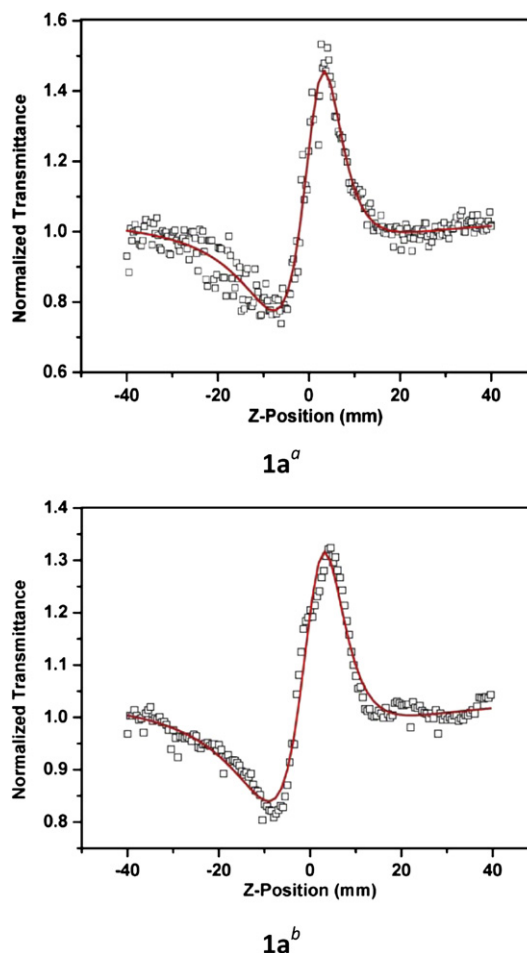 1.6
1.4
1.2
1.0
0.8
0.6
Normalized Transmittance
-40 -20 0 20 40
Z-Position (mm)
1aᵃ
1.4
1.3
1.2
1.1
1.0
0.9
0.8
Normalized Transmittance
-40 -20 0 20 40
Z-Position (mm)
1aᵇ